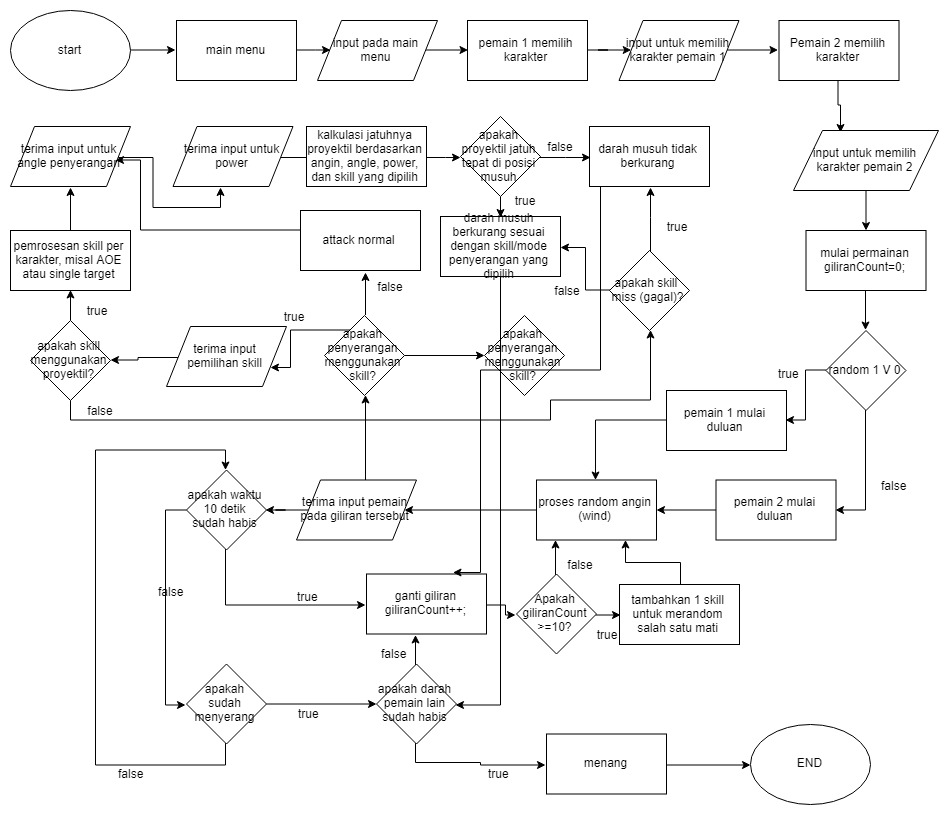 start
main menu
input pada main
menu
pemain 1 memilih
karakter
input untuk memilih
karakter pemain 1
Pemain 2 memilih
karakter
terima input untuk
angle penyerangan
terima input untuk
power
kalkulasi jatuhnya
proyektil berdasarkan
angin, angle, power,
dan skill yang dipilih
apakah
proyektil jatuh
tepat di posisi
musuh
false
true
darah musuh tidak
berkurang
input untuk memilih
karakter pemain 2
pemrosesan skill per
karakter, misal AOE
atau single target
attack normal
darah musuh
berkurang sesuai
dengan skill/mode
penyerangan yang
dipilih
true
false
apakah skill
miss (gagal)?
mulai permainan
giliranCount=0;
true
apakah skill
menggunakan
proyektil?
false
terima input
pemilihan skill
true
false
apakah
penyerangan
menggunakan
skill?
apakah
penyerangan
menggunakan
skill?
random 1 V 0
true
false
pemain 1 mulai
duluan
pemain 2 mulai
duluan
proses random angin
(wind)
terima input pemain
pada giliran tersebut
apakah waktu
10 detik
sudah habis
false
true
ganti giliran
giliranCount++;
Apakah
giliranCount
>=10?
false
true
tambahkan 1 skill
untuk merandom
salah satu mati
false
apakah
sudah
menyerang
true
false
apakah darah
pemain lain
sudah habis
true
menang
END